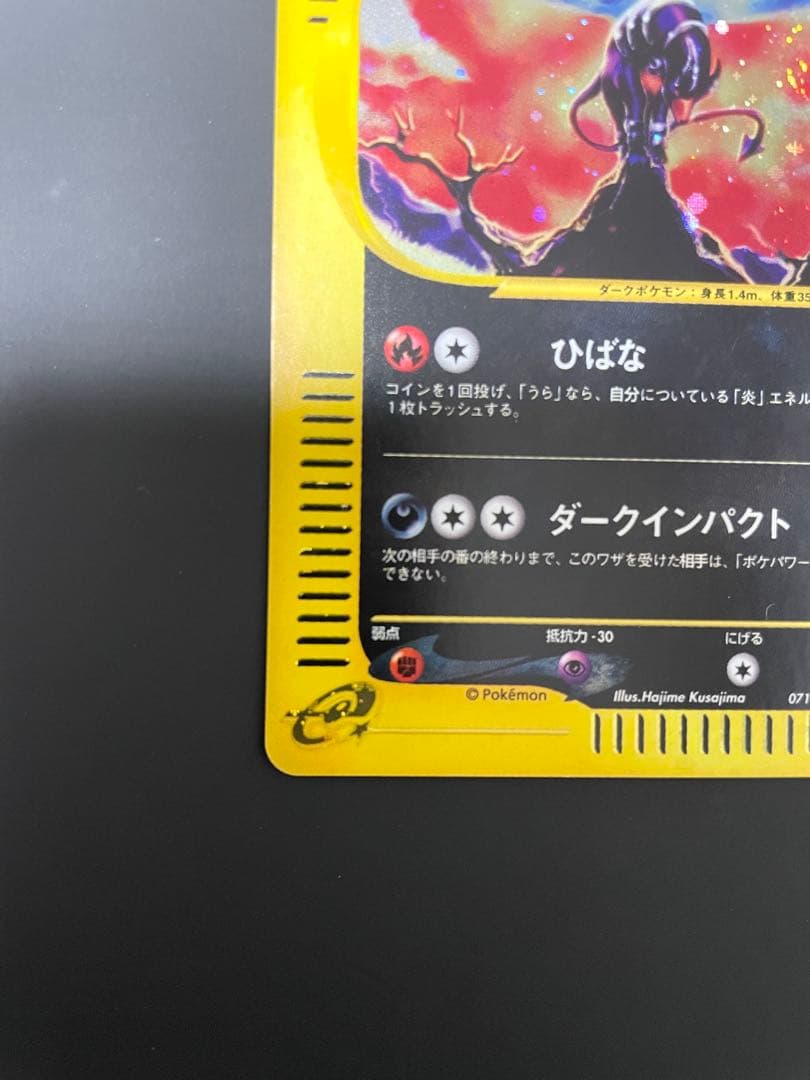 ダークポケモン：身長1.4m、体重35
ひばな
コインを1回投げ、「うら」なら、自分についている「炎」エネル
1枚トラッシュする。
ダークインパクト
次の相手の番の終わりまで、このワザを受けた相手は、「ポケパワー
できない。
弱点 抵抗力-30 にげる
© Pokémon Illus.Hajime Kusajima 071